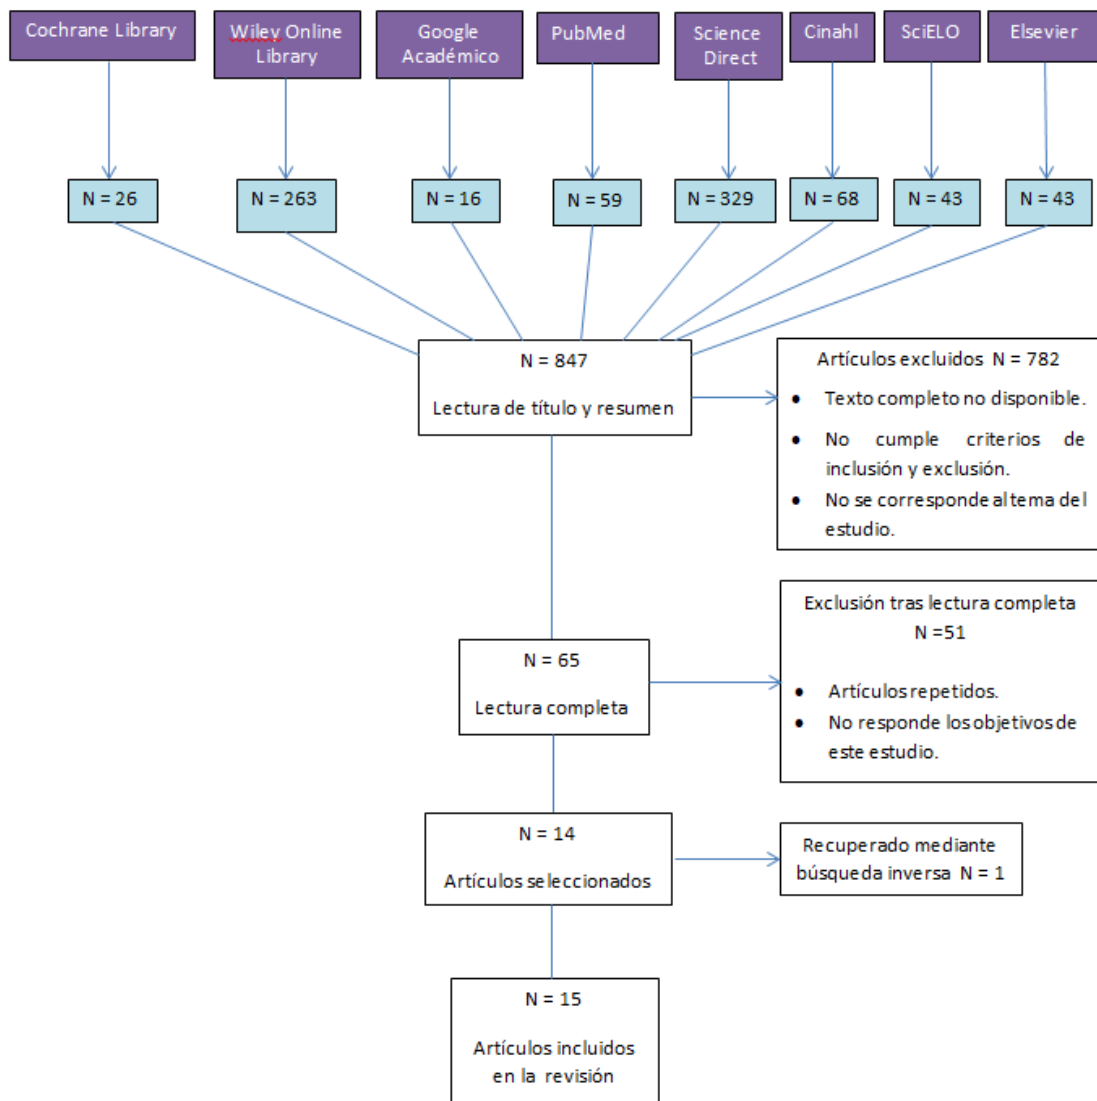 Cochrane Library
Wiley Online
Library
Google
Académico
PubMed
Science
Direct
Cinahl
SciELO
Elsevier
N = 26
N = 263
N = 16
N = 59
N = 329
N = 68
N = 43
N = 43
N = 847
Lectura de título y resumen
Artículos excluidos N = 782
• Texto completo no disponible.
• No cumple criterios de
inclusión y exclusión.
• No se corresponde al tema del
estudio.
Exclusión tras lectura completa
N =51
• Artículos repetidos.
• No responde los objetivos de
este estudio.
N = 65
Lectura completa
N = 14
Artículos seleccionados
Recuperado mediante
búsqueda inversa N = 1
N = 15
Artículos incluidos
en la revisión